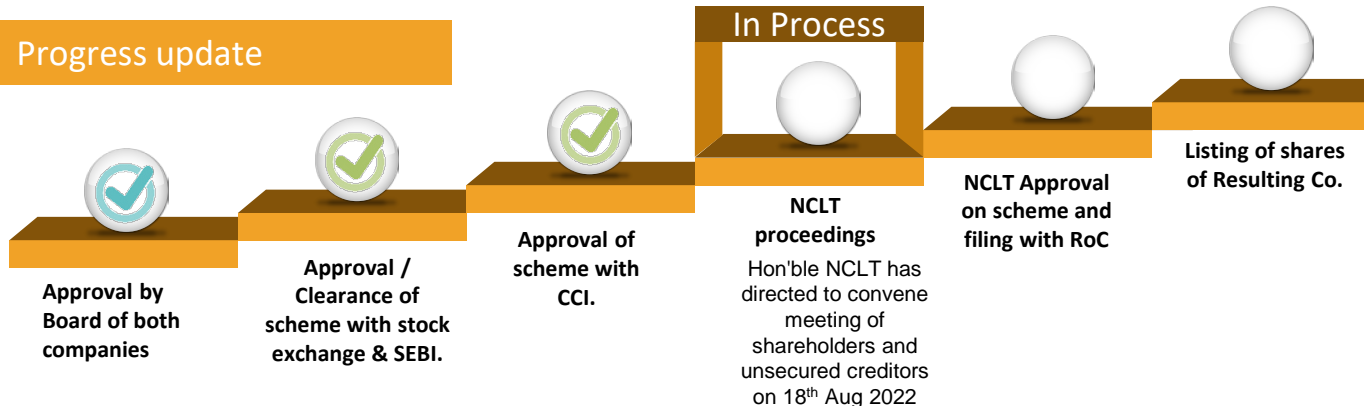 Progress update
In Process
Approval by
Board of both
companies
Approval /
Clearance of
scheme with stock
exchange & SEBI.
Approval of
scheme with
CCI.
NCLT
proceedings
Hon'ble NCLT has
directed to convene
meeting of
shareholders and
unsecured creditors
on 18th Aug 2022
NCLT Approval
on scheme and
filing with RoC
Listing of shares
of Resulting Co.